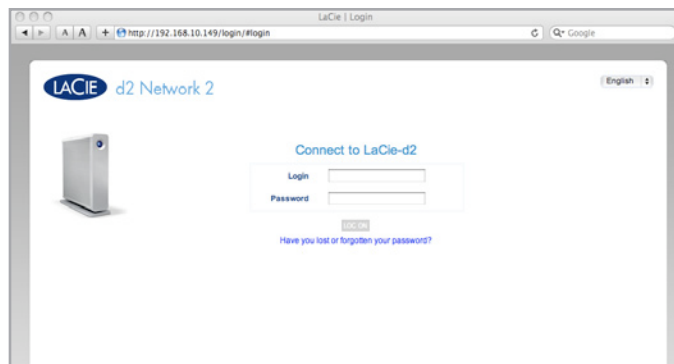 LaCie | Login
A A + http://192.168.10.149/login/#login Google
LACIE d2 Network 2
English
Connect to LaCie-d2
Login
Password
LOG ON
Have you lost or forgotten your password?